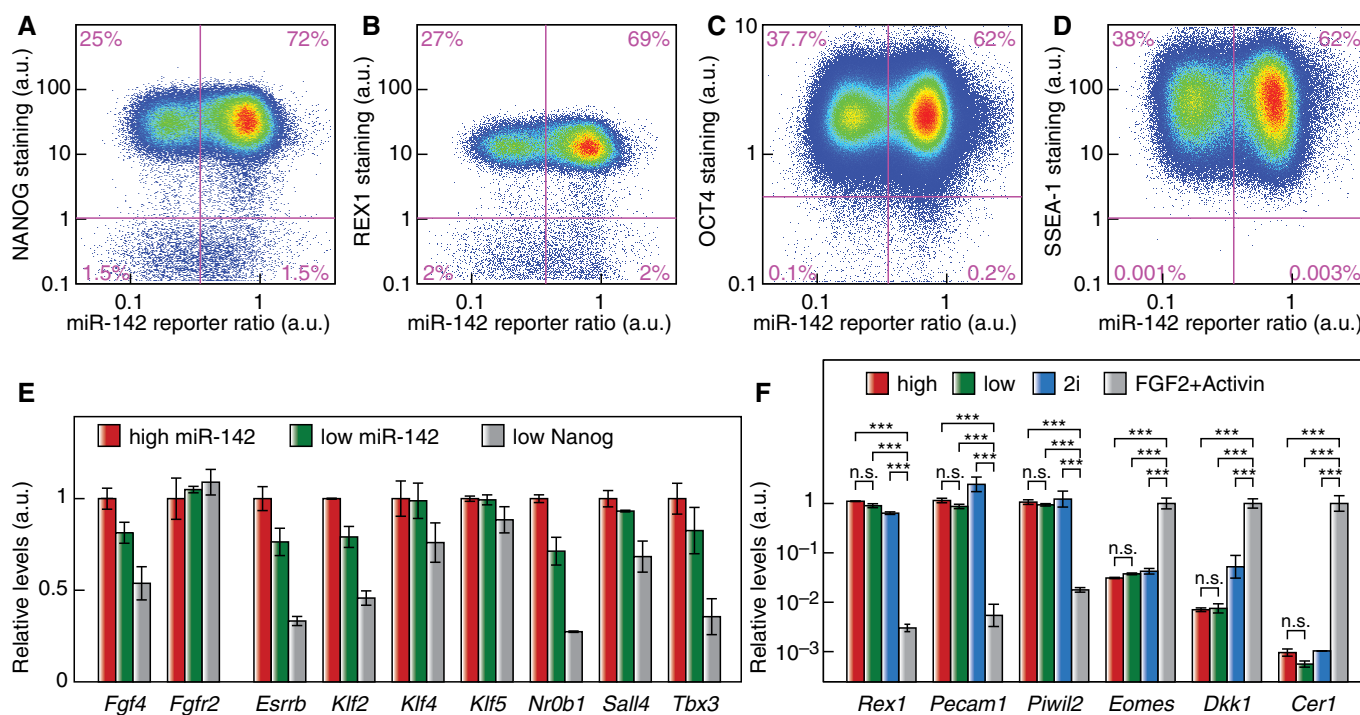 A
25%
72%
NANOG staining (a.u.)
100
10
1
0.1
1.5%
1.5%
0.1
1
miR-142 reporter ratio (a.u.)
B
27%
69%
REX1 staining (a.u.)
100
10
1
0.1
2%
2%
0.1
1
miR-142 reporter ratio (a.u.)
C
10
37.7%
62%
OCT4 staining (a.u.)
1
0.1
0.1%
0.2%
0.1
1
miR-142 reporter ratio (a.u.)
D
38%
62%
SSEA-1 staining (a.u.)
100
10
1
0.1
0.001%
0.003%
0.1
1
miR-142 reporter ratio (a.u.)
E
high miR-142 low miR-142 low Nanog
Relative levels (a.u.)
1
0.5
0
Fgf4 Fgfr2 Esrrb Klf2 Klf4 Klf5 Nr0b1 Sall4 Tbx3
F
high low 2i FGF2+Activin
*** *** *** *** *** ***
*** *** *** *** *** ***
n.s. *** n.s. *** n.s. *** *** *** ***
n.s. n.s. n.s.
Relative levels (a.u.)
1
10−1
10−2
10−3
Rex1 Pecam1 Piwil2 Eomes Dkk1 Cer1